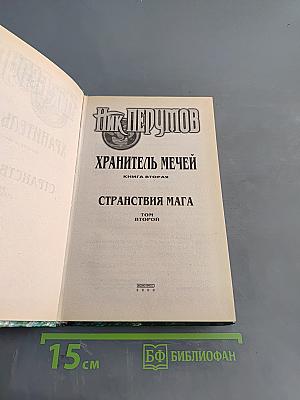 Ник ПЕРУМОВ
ХРАНИТЕЛЬ МЕЧЕЙ
КНИГА ВТОРАЯ
СТРАНСТВИЯ МАГА
ТОМ
ВТОРОЙ
15 см
БФ БИБЛИОФАН